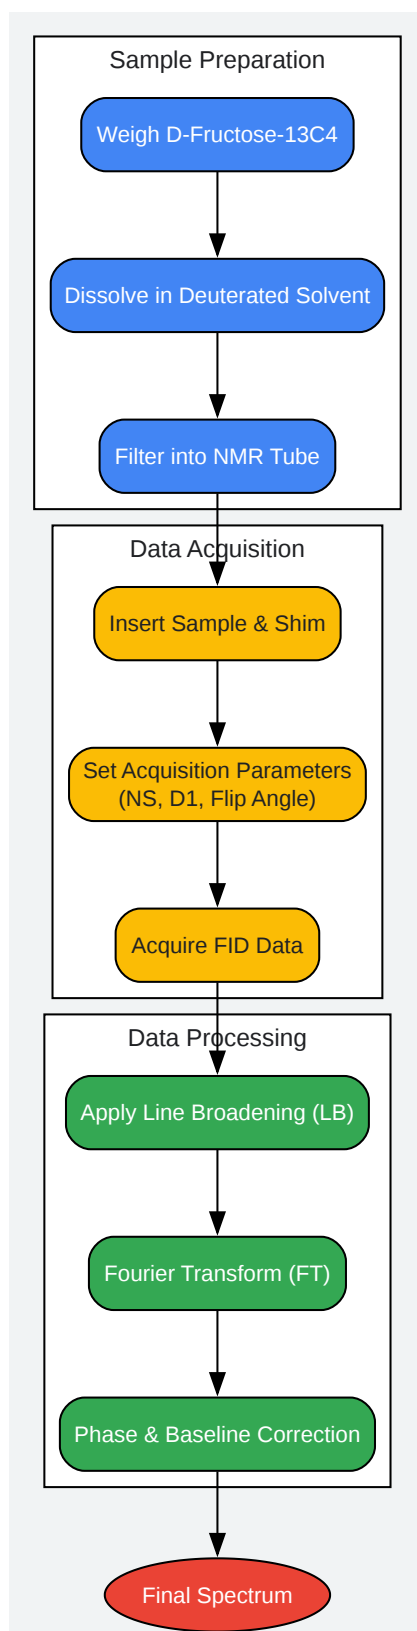 Sample Preparation
Weigh D-Fructose-13C4
Dissolve in Deuterated Solvent
Filter into NMR Tube
Data Acquisition
Insert Sample & Shim
Set Acquisition Parameters
(NS, D1, Flip Angle)
Acquire FID Data
Data Processing
Apply Line Broadening (LB)
Fourier Transform (FT)
Phase & Baseline Correction
Final Spectrum